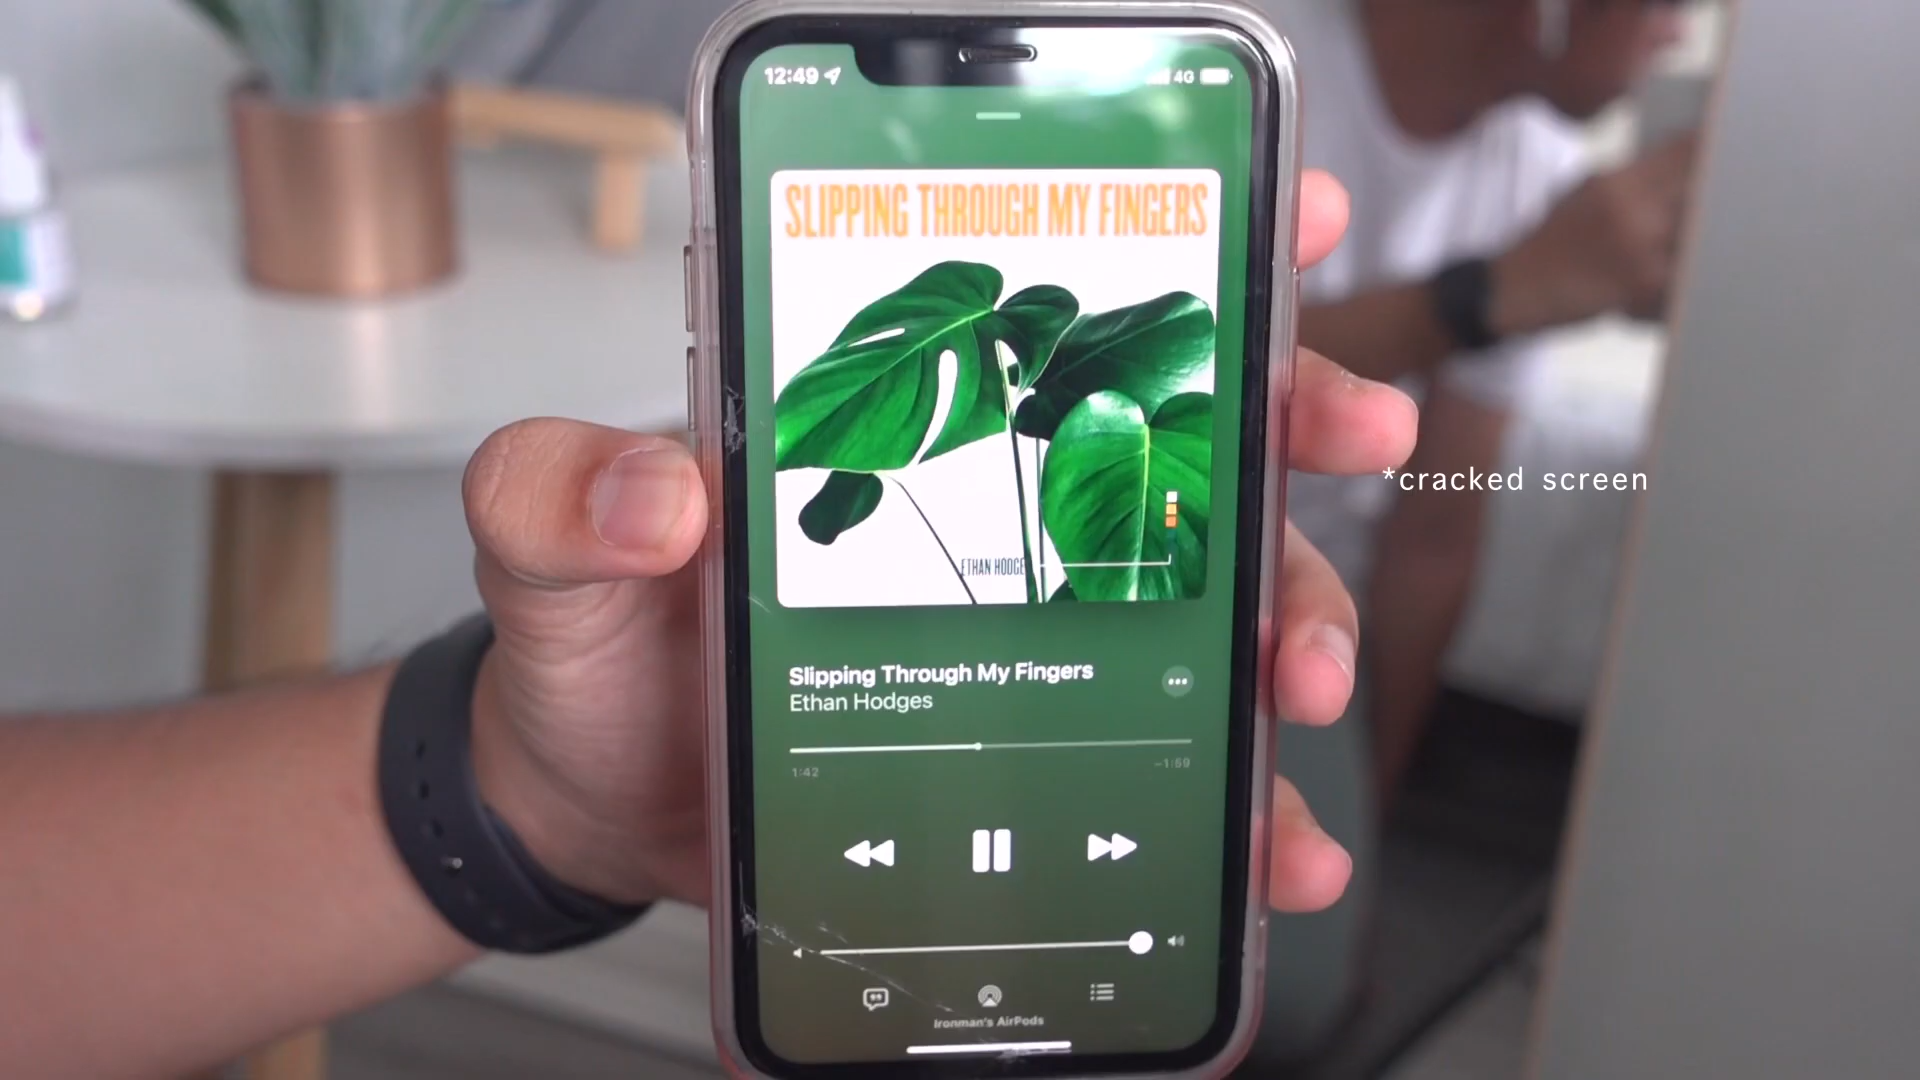 12:49
4G
SLIPPING THROUGH MY FINGERS
ETHAN HODGE
*cracked screen
Slipping Through My Fingers
Ethan Hodges
1:42
-1:59
Ironman's AirPods